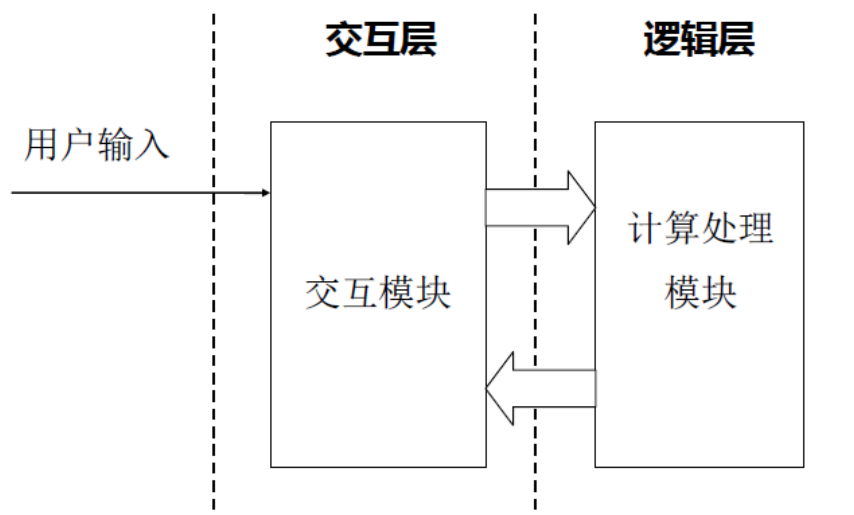 交互层
逻辑层
用户输入
交互模块
计算处理
模块